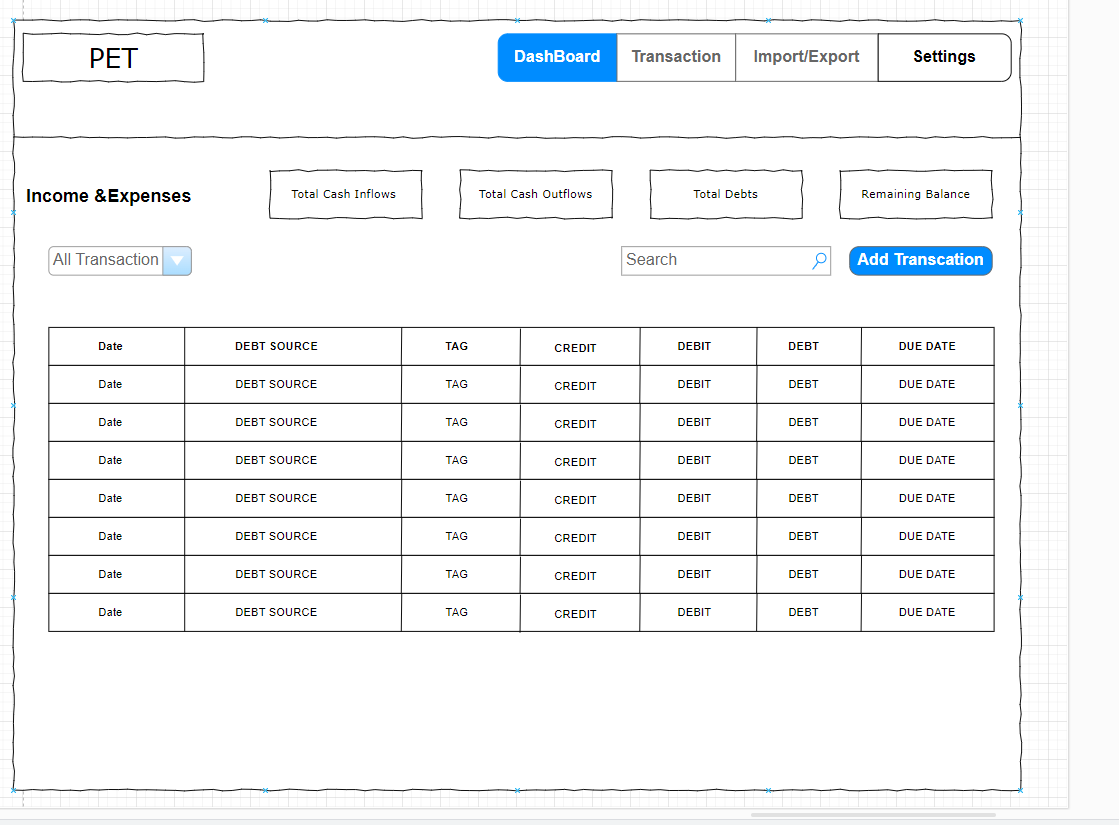 PET
DashBoard Transaction Import/Export Settings
Income &Expenses
Total Cash Inflows Total Cash Outflows Total Debts Remaining Balance
All Transaction Search Add Transcation
Date DEBT SOURCE TAG CREDIT DEBIT DEBT DUE DATE
Date DEBT SOURCE TAG CREDIT DEBIT DEBT DUE DATE
Date DEBT SOURCE TAG CREDIT DEBIT DEBT DUE DATE
Date DEBT SOURCE TAG CREDIT DEBIT DEBT DUE DATE
Date DEBT SOURCE TAG CREDIT DEBIT DEBT DUE DATE
Date DEBT SOURCE TAG CREDIT DEBIT DEBT DUE DATE
Date DEBT SOURCE TAG CREDIT DEBIT DEBT DUE DATE
Date DEBT SOURCE TAG CREDIT DEBIT DEBT DUE DATE